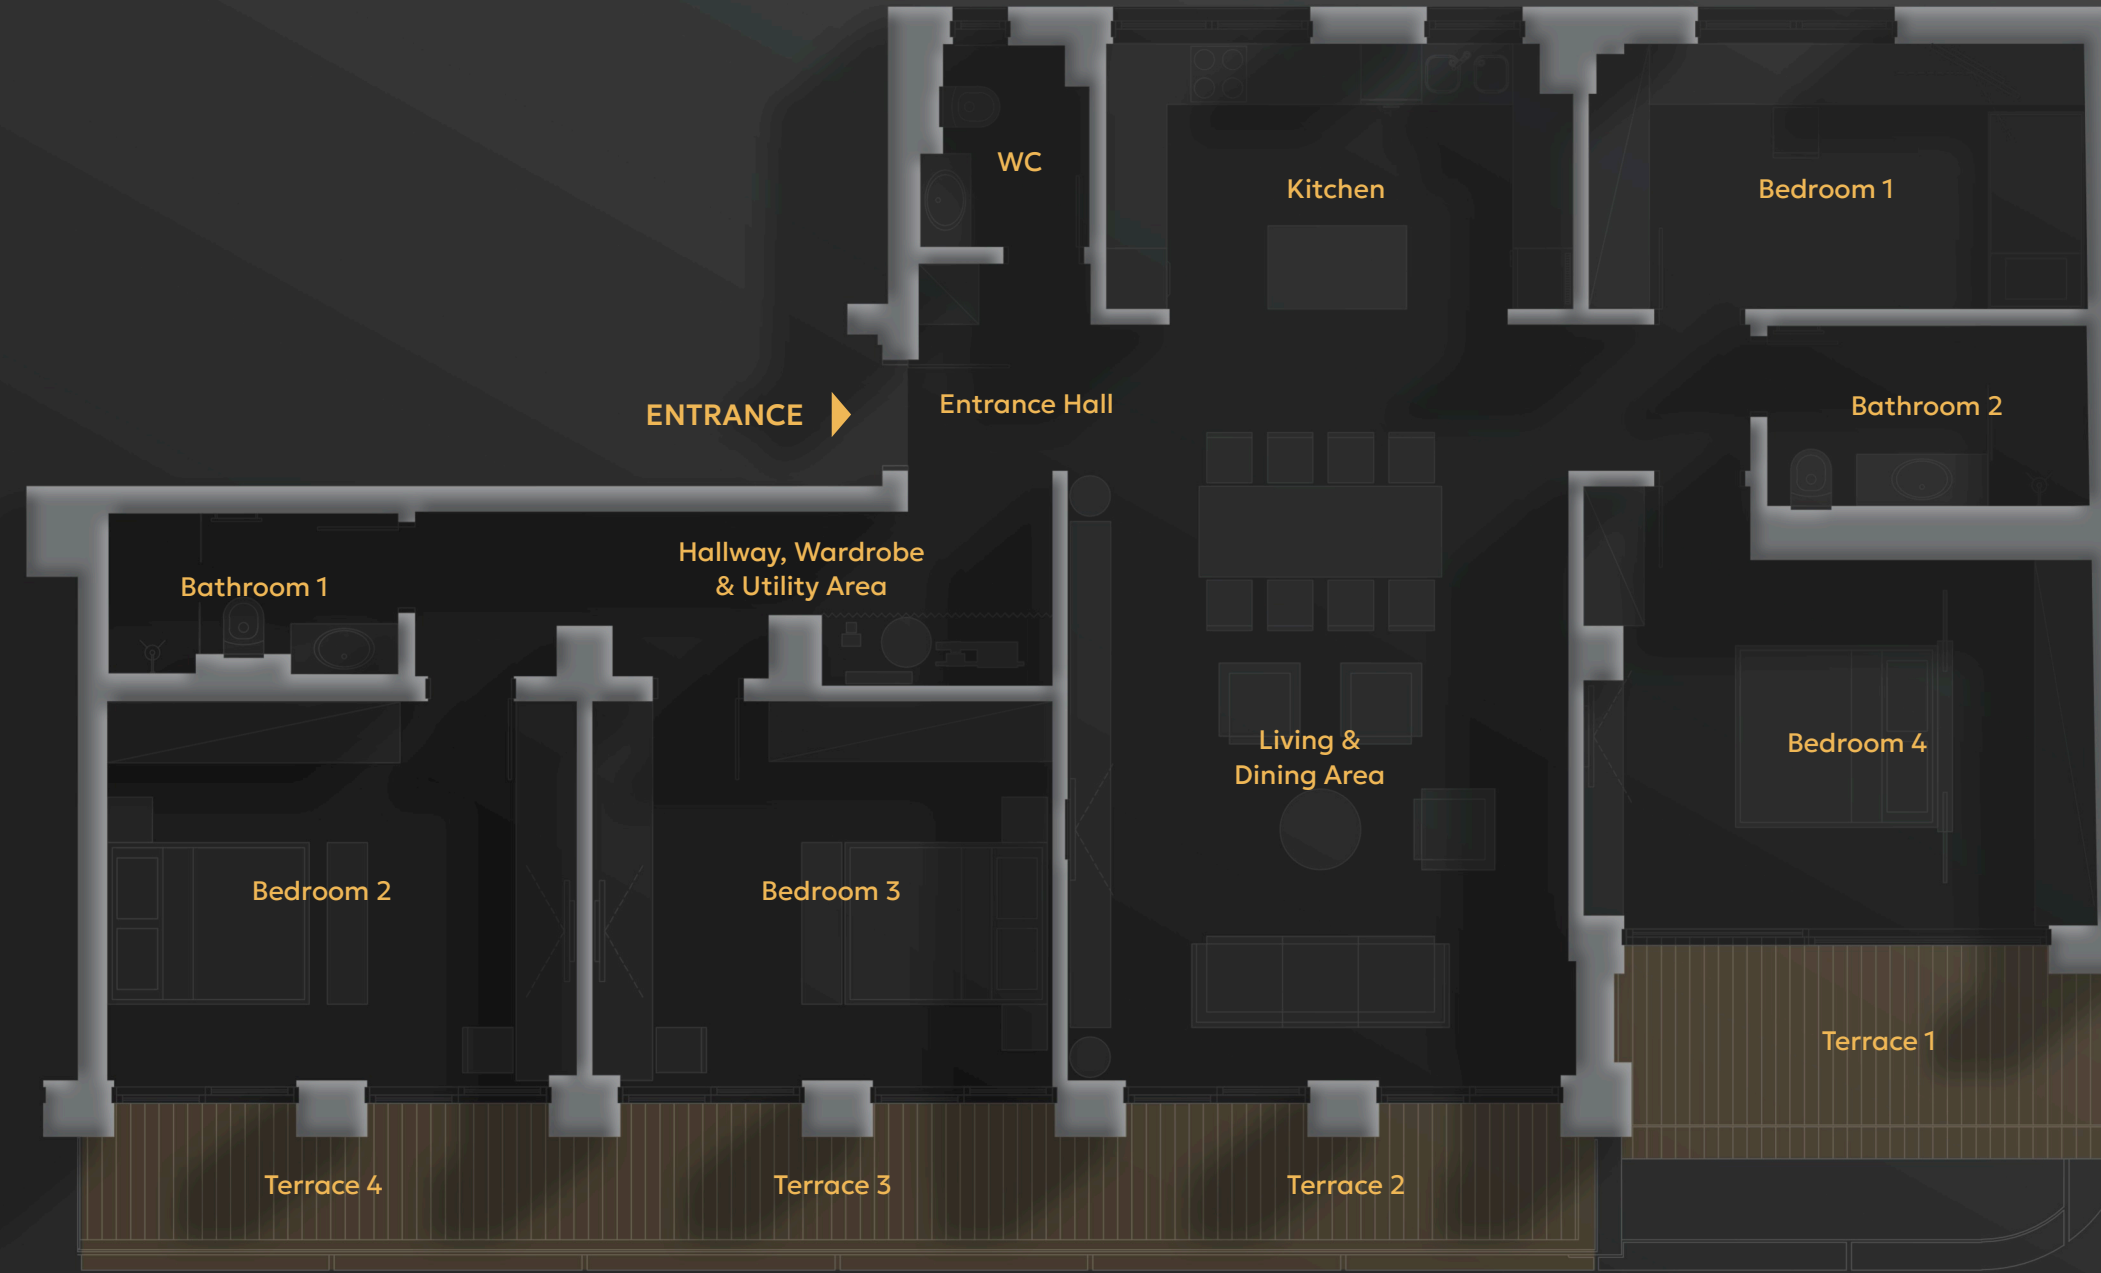 WC
Kitchen
Bedroom 1
ENTRANCE
Entrance Hall
Bathroom 2
Bathroom 1
Hallway, Wardrobe
& Utility Area
Living &
Dining Area
Bedroom 4
Bedroom 2
Bedroom 3
Terrace 1
Terrace 4
Terrace 3
Terrace 2